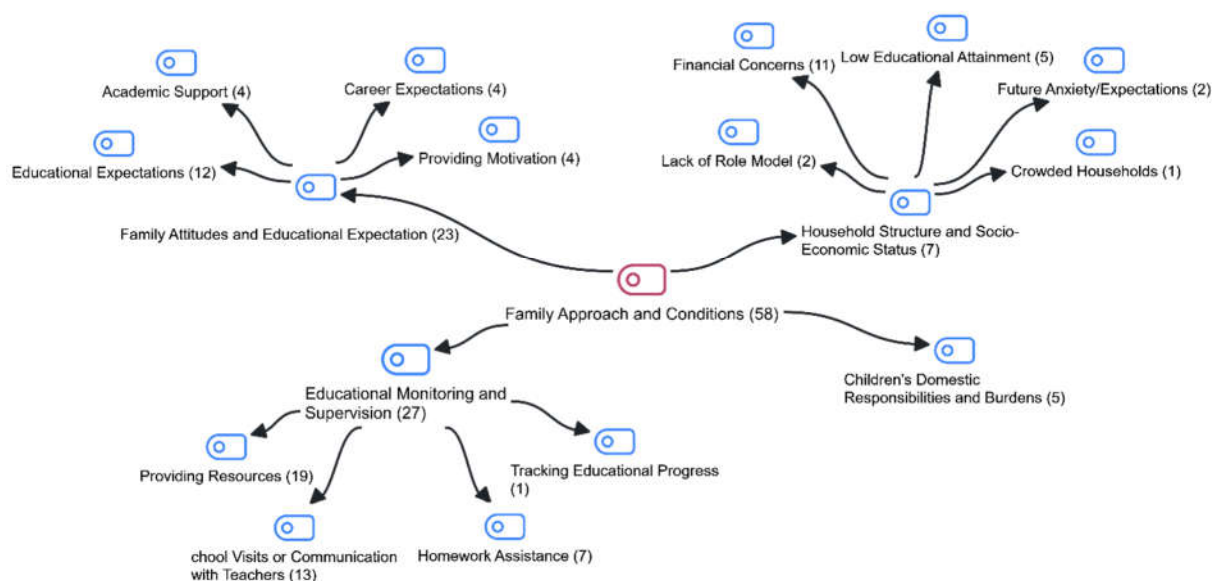 Financial Concerns (11)
Low Educational Attainment (5)
Academic Support (4)
Career Expectations (4)
Future Anxiety/Expectations (2)
Educational Expectations (12)
Providing Motivation (4)
Lack of Role Model (2)
Crowded Households (1)
Family Attitudes and Educational Expectation (23)
Household Structure and Socio-
Economic Status (7)
Family Approach and Conditions (58)
Educational Monitoring and
Supervision (27)
Children's Domestic
Responsibilities and Burdens (5)
Providing Resources (19)
Tracking Educational Progress
(1)
chool Visits or Communication
with Teachers (13)
Homework Assistance (7)